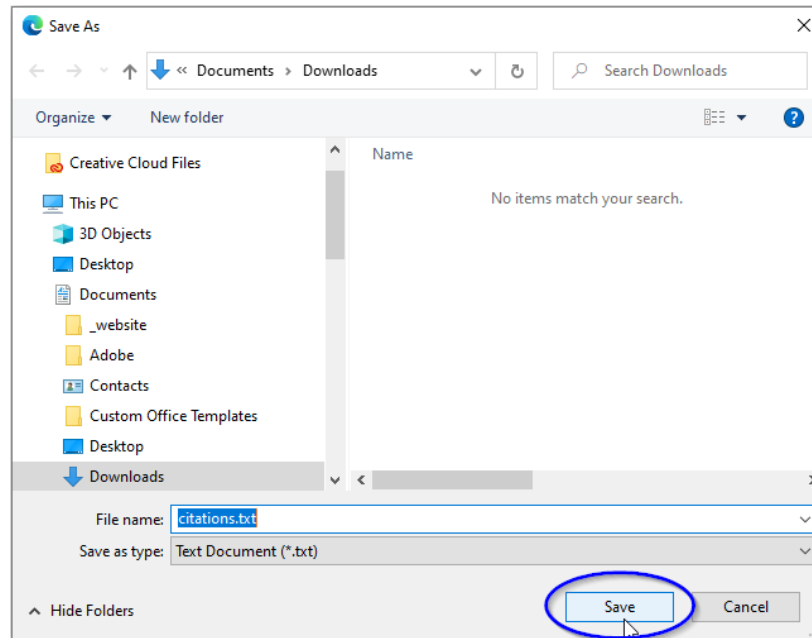 Save As
« Documents › Downloads
Search Downloads
Organize
New folder
Creative Cloud Files
This PC
3D Objects
Desktop
Documents
_website
Adobe
Contacts
Custom Office Templates
Desktop
Downloads
Name
No items match your search.
File name: citations.txt
Save as type: Text Document (*.txt)
Hide Folders
Save
Cancel